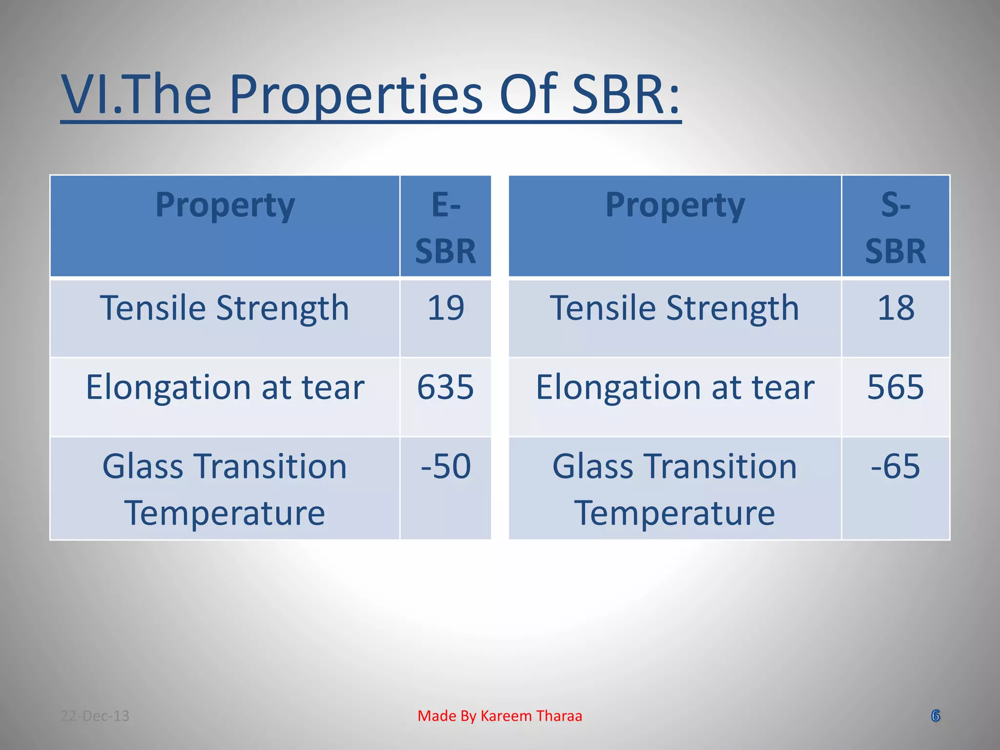 VI.The Properties Of SBR:
Property
E-
SBR
Tensile Strength 19
Elongation at tear 635
Glass Transition -50
Temperature
Property
S-
SBR
Tensile Strength 18
Elongation at tear 565
Glass Transition -65
Temperature
22-Dec-13
Made By Kareem Tharaa
6